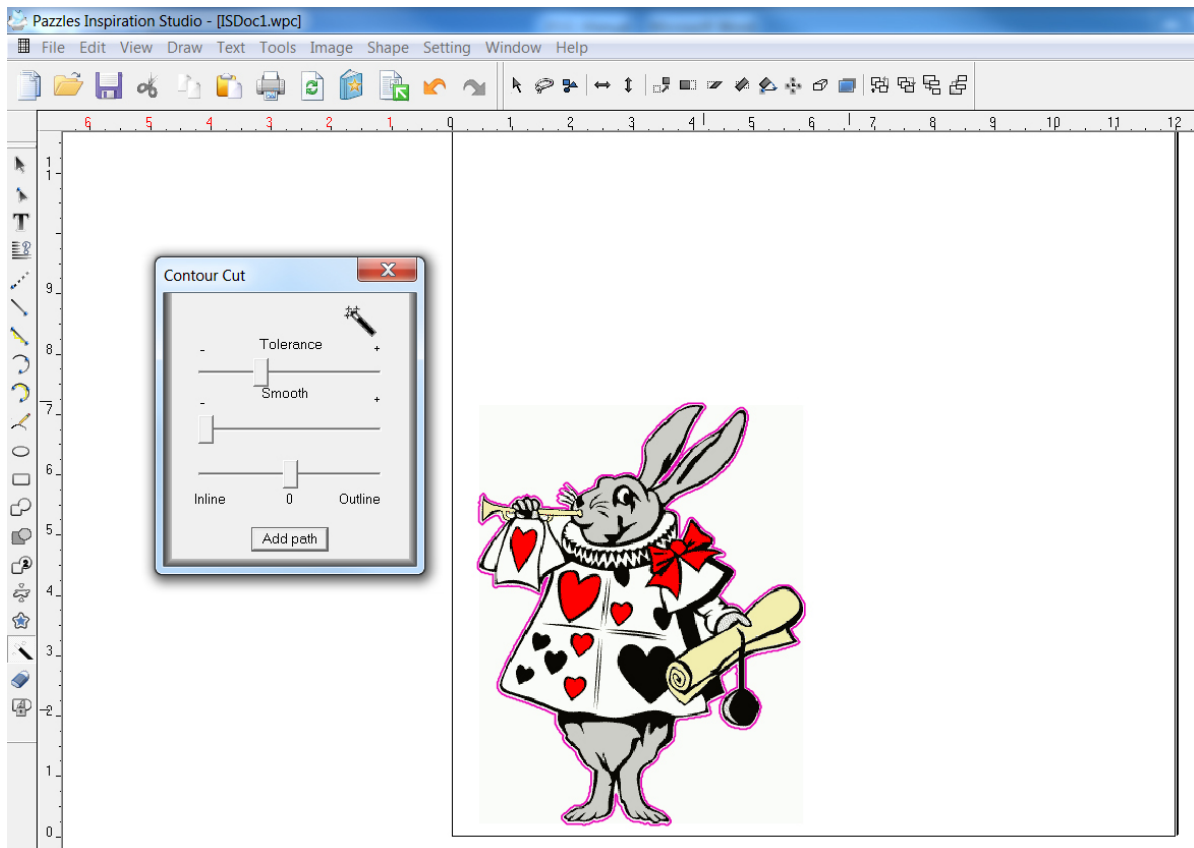 Pazzles Inspiration Studio - [ISDoc1.wpc]
File Edit View Draw Text Tools Image Shape Setting Window Help
6 5 4 3 2 1 0 1 2 3 4 5 6 7 8 9 10 11 12
1
1
9
8
7
6
5
4
3
2
1
0
T
2
Contour Cut
- Tolerance +
- Smooth +
Inline 0 Outline
Add path